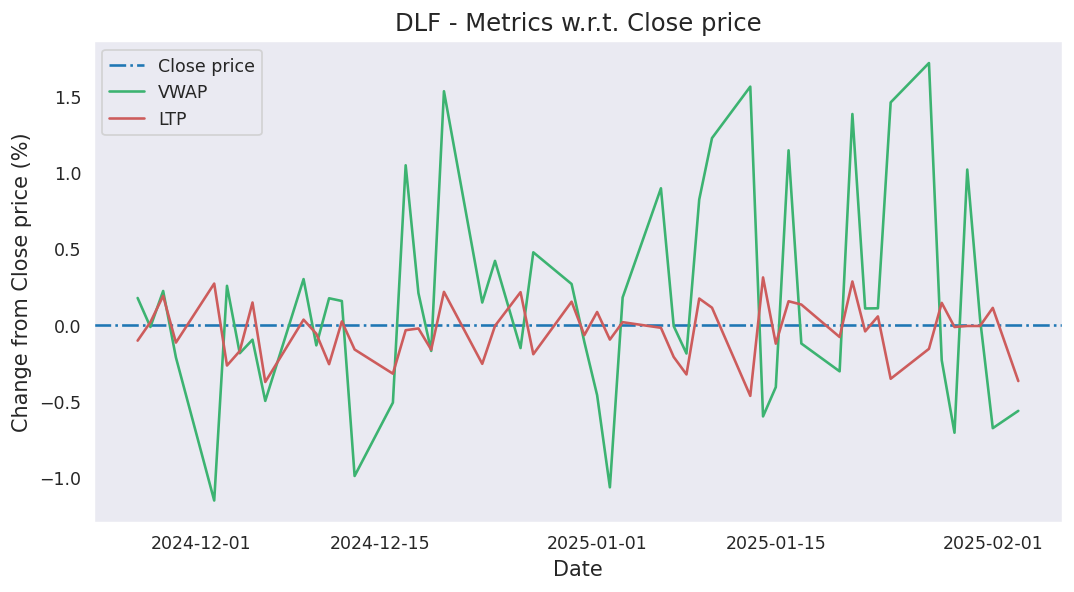 DLF - Metrics w.r.t. Close price
Close price
VWAP
LTP
Change from Close price (%)
1.5
1.0
0.5
0.0
−0.5
−1.0
2024-12-01
2024-12-15
2025-01-01
2025-01-15
2025-02-01
Date